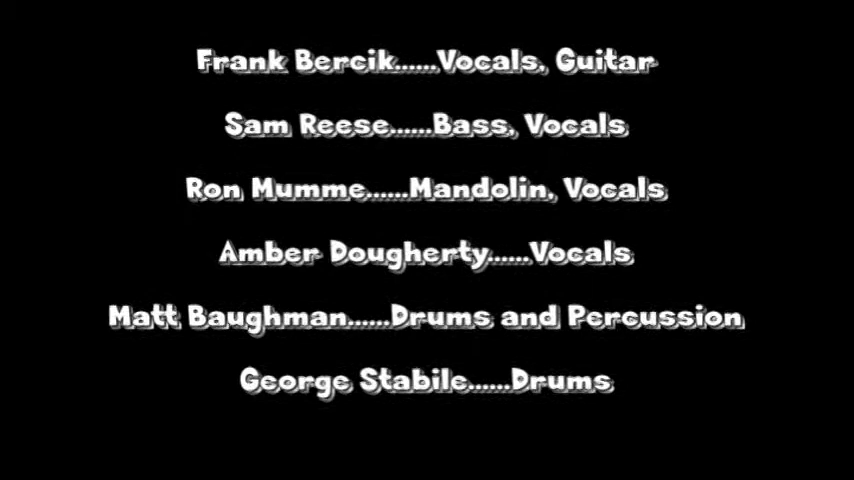 Frank Bercik......Vocals, Guitar
Sam Reese......Bass, Vocals
Ron Mumme......Mandolin, Vocals
Amber Dougherty......Vocals
Matt Baughman......Drums and Percussion
George Stabile......Drums